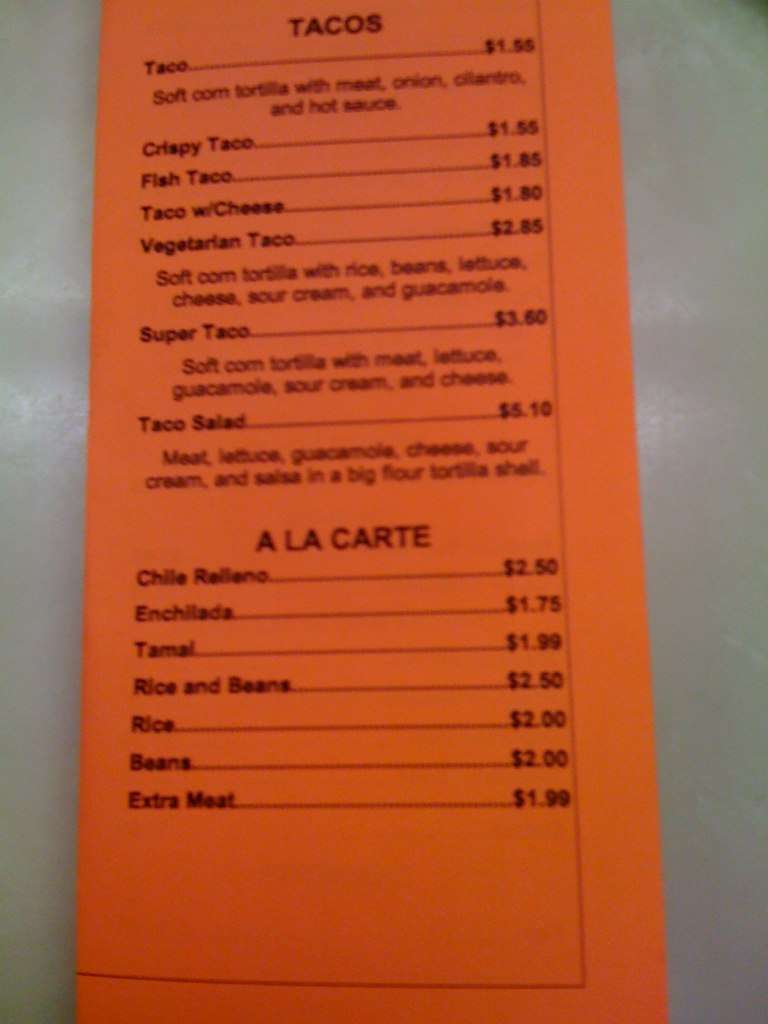 TACOS
Taco $1.55
Soft corn tortilla with meat, onion, cilantro,
and hot sauce.
Crispy Taco $1.55
Fish Taco $1.85
Taco w/Cheese $1.80
Vegetarian Taco $2.85
Soft corn tortilla with rice, beans, lettuce,
cheese, sour cream, and guacamole.
Super Taco $3.60
Soft corn tortilla with meat, lettuce,
guacamole, sour cream, and cheese.
Taco Salad $5.10
Meat, lettuce, guacamole, cheese, sour
cream, and salsa in a big flour tortilla shell.
A LA CARTE
Chile Relleno $2.50
Enchilada $1.75
Tamal $1.99
Rice and Beans $2.50
Rice $2.00
Beans $2.00
Extra Meat $1.99